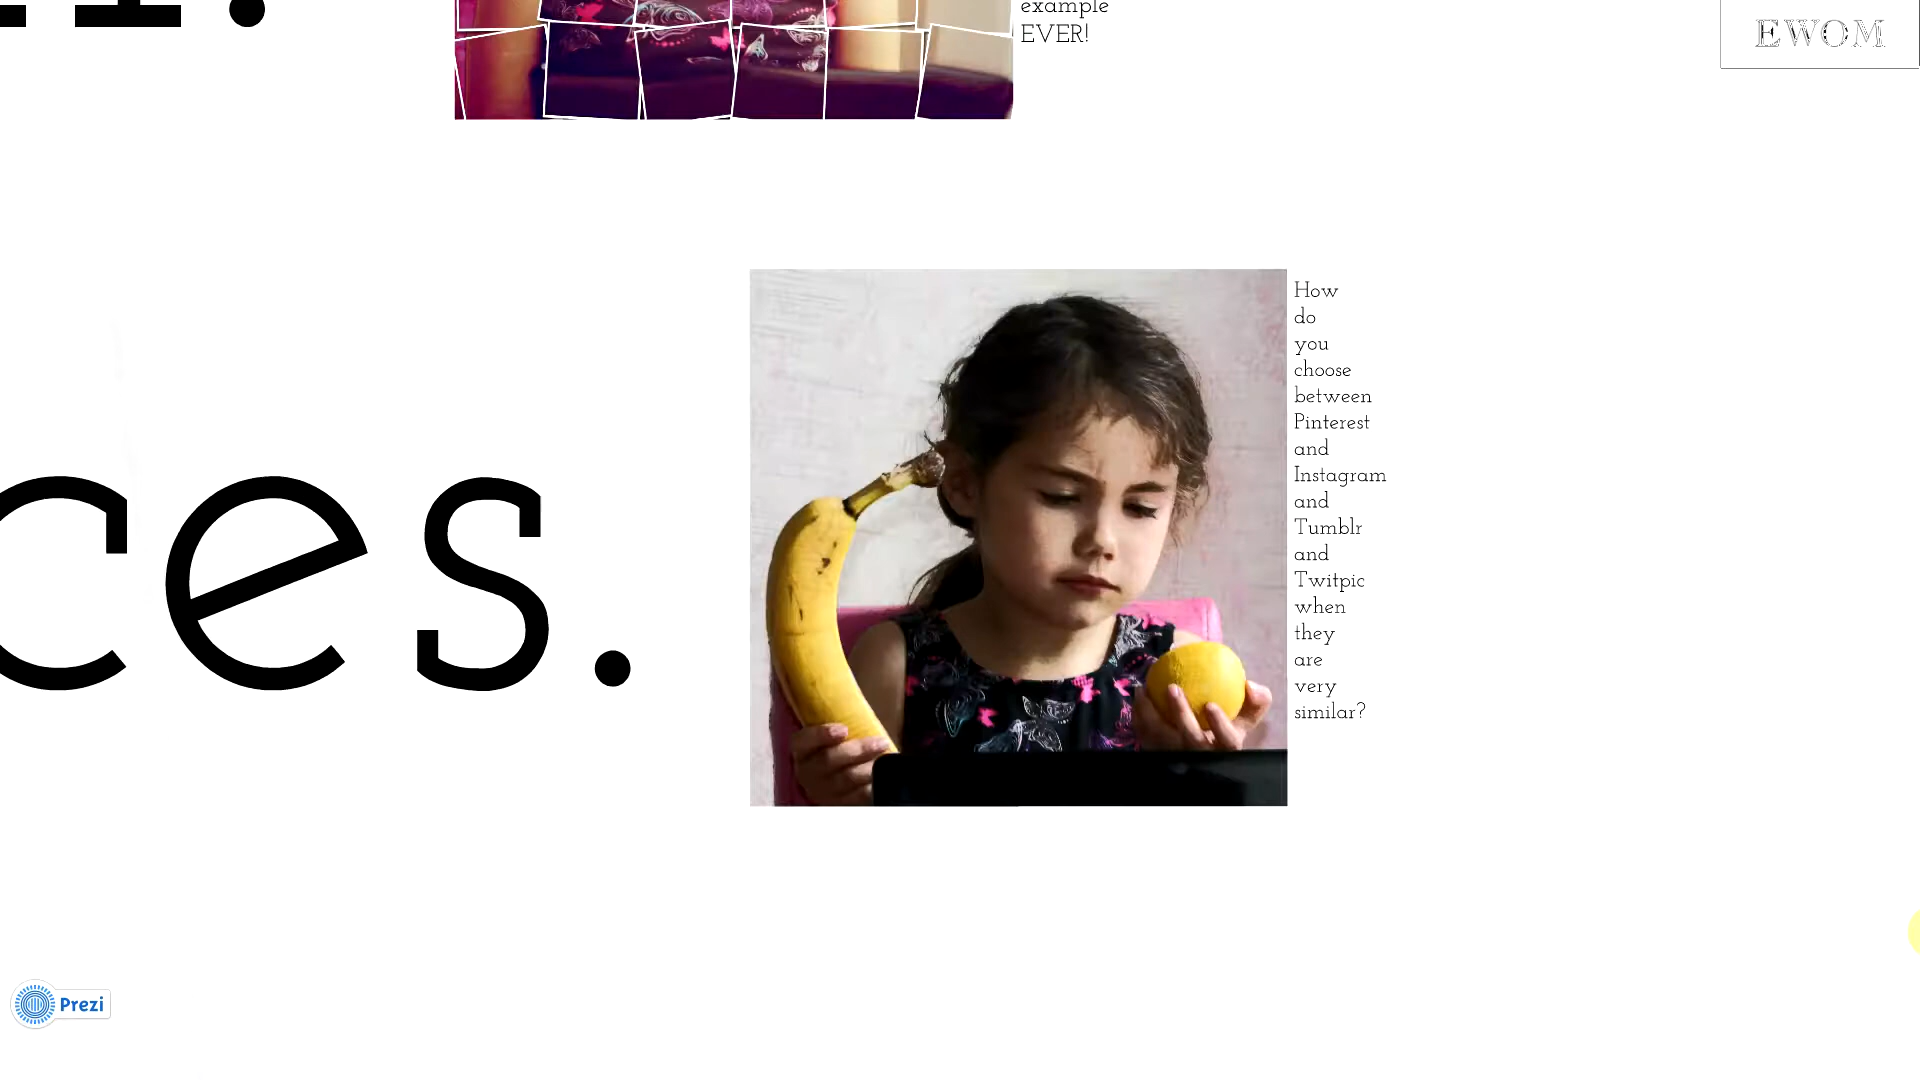 example
EVER!
EWOM
ces.
How
do
you
choose
between
Pinterest
and
Instagram
and
Tumblr
and
Twitpic
when
they
are
very
similar?
Prezi